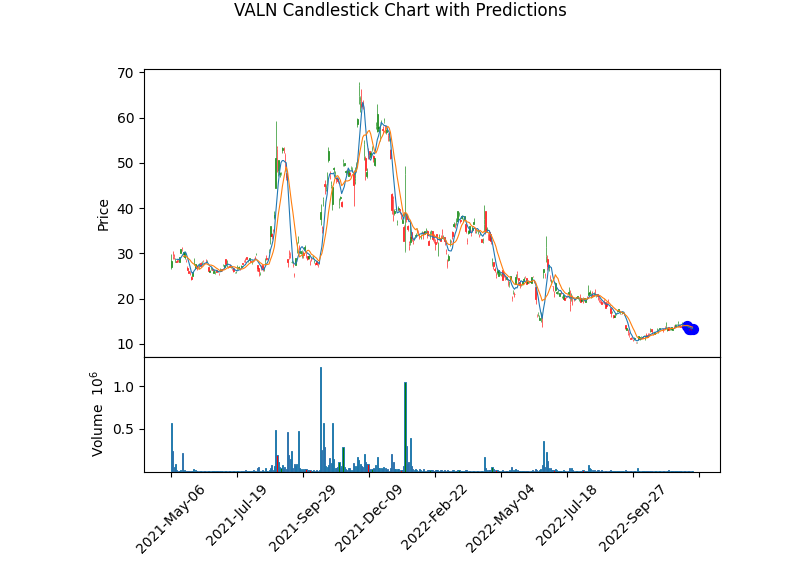 VALN Candlestick Chart with Predictions
70
60
50
40
30
20
10
Price
1.0
0.5
Volume 10^6
2021-May-06
2021-Jul-19
2021-Sep-29
2021-Dec-09
2022-Feb-22
2022-May-04
2022-Jul-18
2022-Sep-27